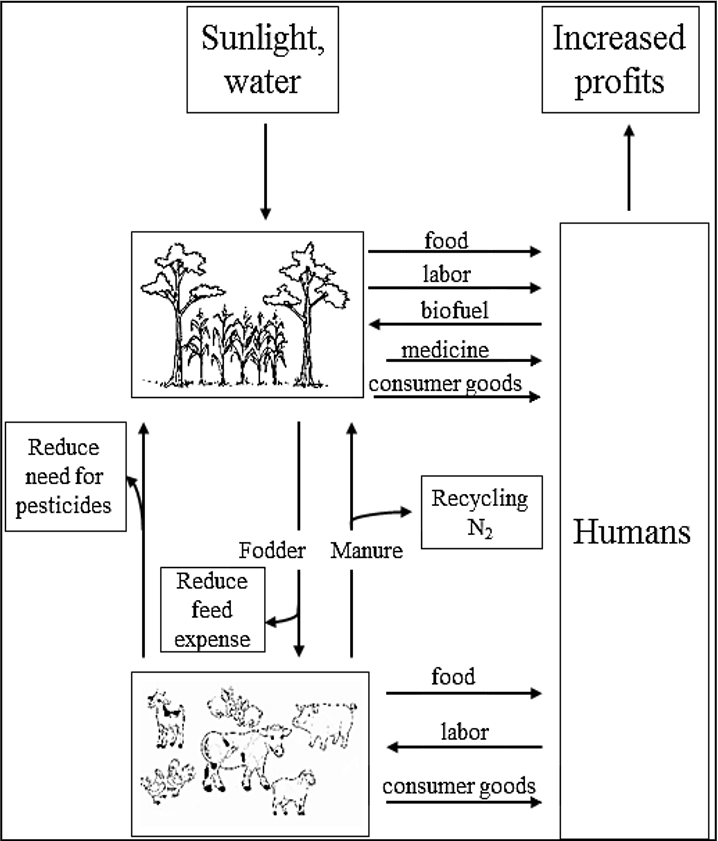 Sunlight,
water
Increased
profits
food
labor
biofuel
medicine
consumer goods
Reduce
need for
pesticides
Recycling
N₂
Humans
Fodder
Manure
Reduce
feed
expense
food
labor
consumer goods